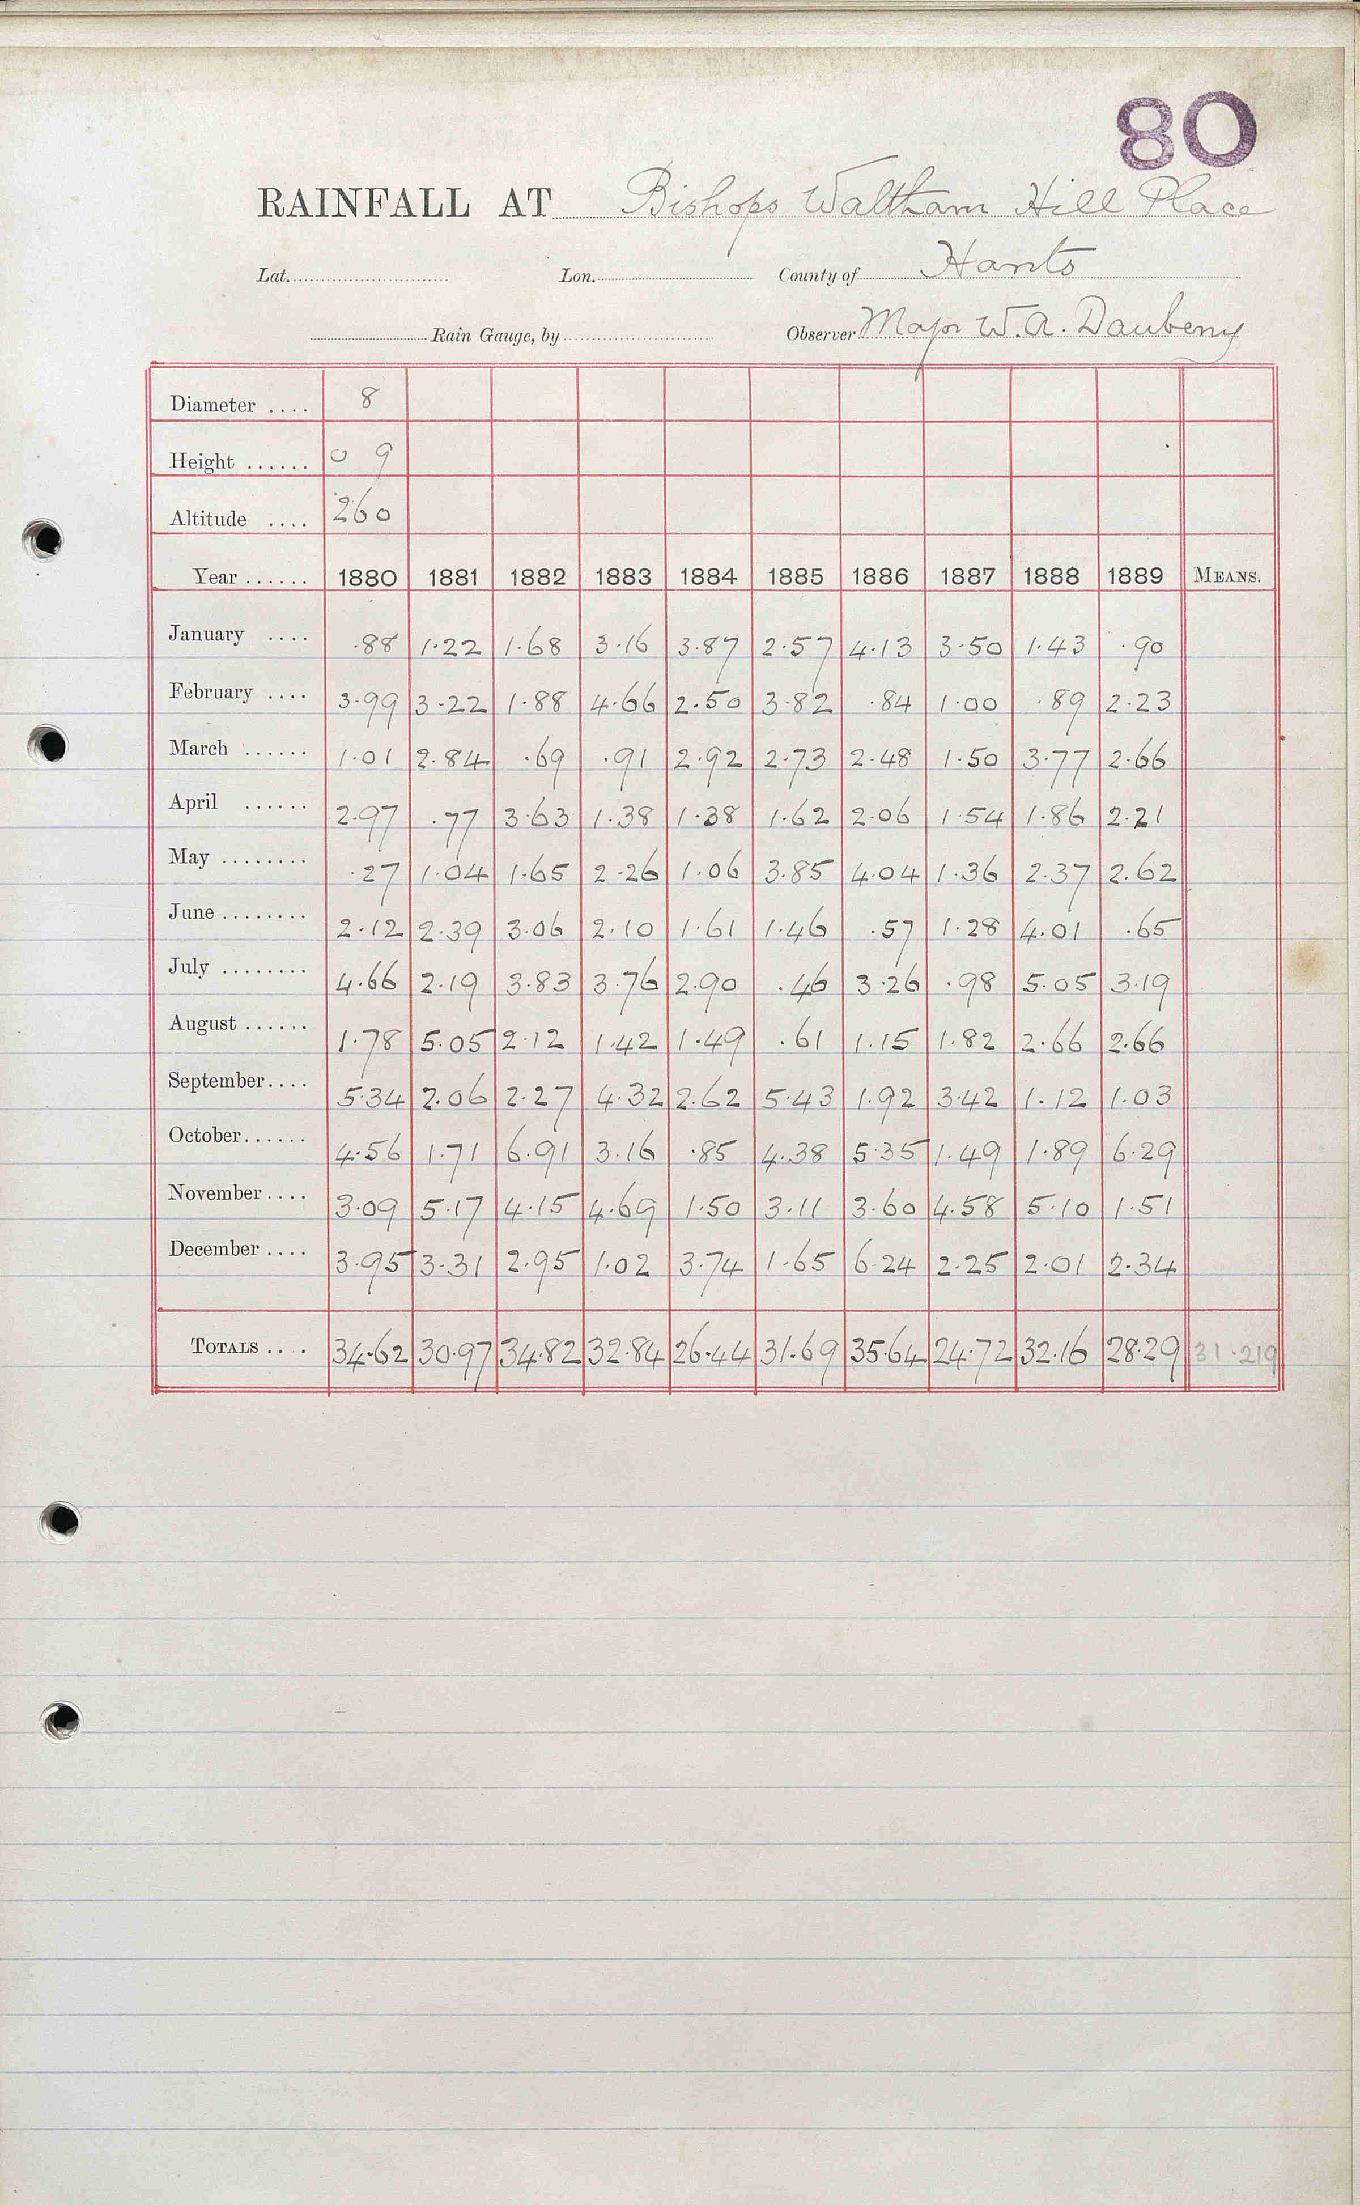 80
RAINFALL AT Bishops Waltham Hill Place
Lat. Lon. County of Hants
Rain Gauge, by Observer Major W. A. Daubeny
Diameter .... 8
Height ...... 0 9
Altitude .... 260
Year ...... 1880 1881 1882 1883 1884 1885 1886 1887 1888 1889 MEANS.
January .... .88 1.22 1.68 3.16 3.87 2.57 4.13 3.50 1.43 .90
February .... 3.99 3.22 1.88 4.66 2.50 3.82 .84 1.00 .89 2.23
March ...... 1.01 2.84 .69 .91 2.92 2.73 2.48 1.50 3.77 2.66
April ...... 2.97 .77 3.63 1.38 1.38 1.62 2.06 1.54 1.86 2.21
May ........ .27 1.04 1.65 2.26 1.06 3.85 4.04 1.36 2.37 2.62
June ........ 2.12 2.39 3.06 2.10 1.61 1.46 .57 1.28 4.01 .65
July ........ 4.66 2.19 3.83 3.76 2.90 .46 3.26 .98 5.05 3.19
August ...... 1.78 5.05 2.12 1.42 1.49 .61 1.15 1.82 2.66 2.66
September.... 5.34 2.06 2.27 4.32 2.62 5.43 1.92 3.42 1.12 1.03
October...... 4.56 1.71 6.91 3.16 .85 4.38 5.35 1.49 1.89 6.29
November.... 3.09 5.17 4.15 4.69 1.50 3.11 3.60 4.58 5.10 1.51
December .... 3.95 3.31 2.95 1.02 3.74 1.65 6.24 2.25 2.01 2.34
TOTALS .... 34.62 30.97 34.82 32.84 26.44 31.69 35.64 24.72 32.16 28.29 31.219